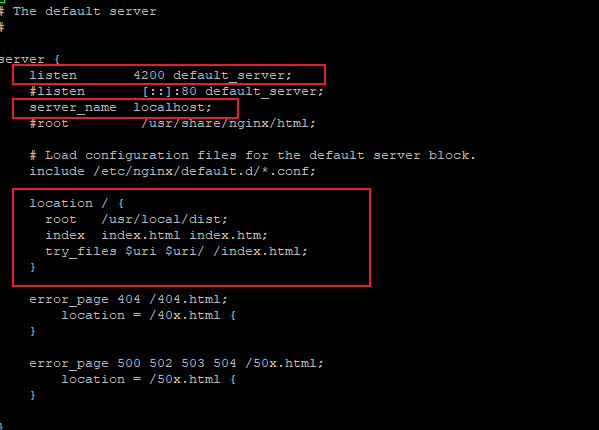 # The default server
#
server {
listen 4200 default_server;
#listen [::]:80 default_server;
server_name localhost;
#root /usr/share/nginx/html;
# Load configuration files for the default server block.
include /etc/nginx/default.d/*.conf;
location / {
root /usr/local/dist;
index index.html index.htm;
try_files $uri $uri/ /index.html;
}
error_page 404 /404.html;
location = /40x.html {
}
error_page 500 502 503 504 /50x.html;
location = /50x.html {
}
}